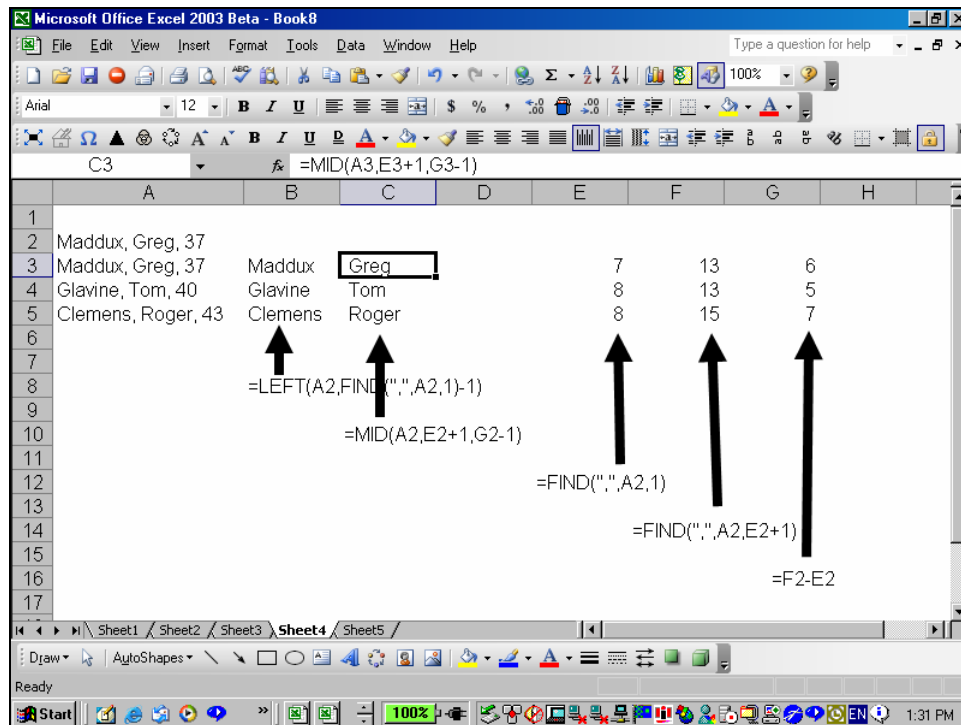 Microsoft Office Excel 2003 Beta - Book8
File Edit View Insert Format Tools Data Window Help
Type a question for help
100%
Arial 12 B I U $ % ,
B I U
C3 fx =MID(A3,E3+1,G3-1)
A B C D E F G H
1
2 Maddux, Greg, 37
3 Maddux, Greg, 37 Maddux Greg 7 13 6
4 Glavine, Tom, 40 Glavine Tom 8 13 5
5 Clemens, Roger, 43 Clemens Roger 8 15 7
6
7
8 =LEFT(A2,FIND(",",A2,1)-1)
9
10 =MID(A2,E2+1,G2-1)
11
12 =FIND(",",A2,1)
13
14 =FIND(",",A2,E2+1)
15
16 =F2-E2
17
Sheet1 Sheet2 Sheet3 Sheet4 Sheet5
Draw AutoShapes
Ready
Start 100% EN 1:31 PM